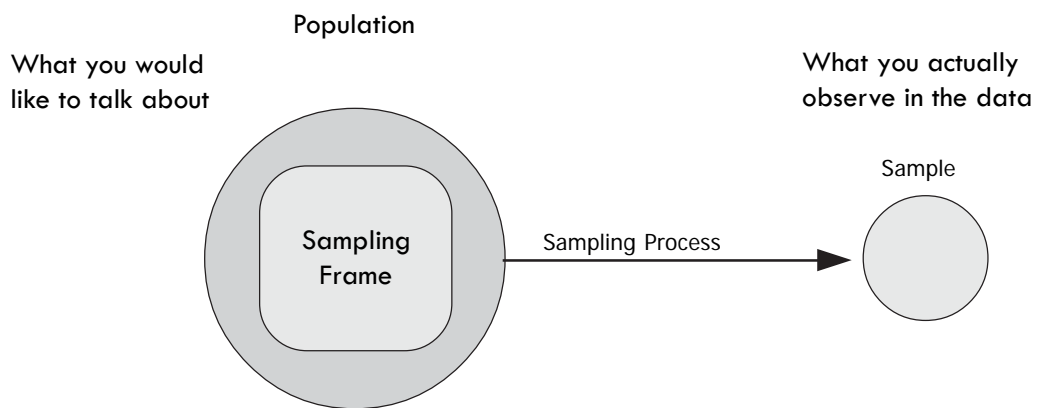 Population
What you would
like to talk about
What you actually
observe in the data
Sample
Sampling
Frame
Sampling Process